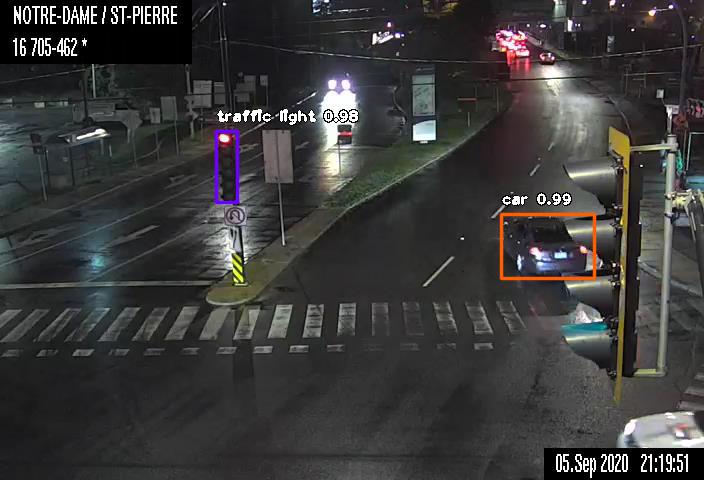 NOTRE-DAME / ST-PIERRE
16 705-462 *
traffic light 0.98
car 0.99
05.Sep 2020 21:19:51